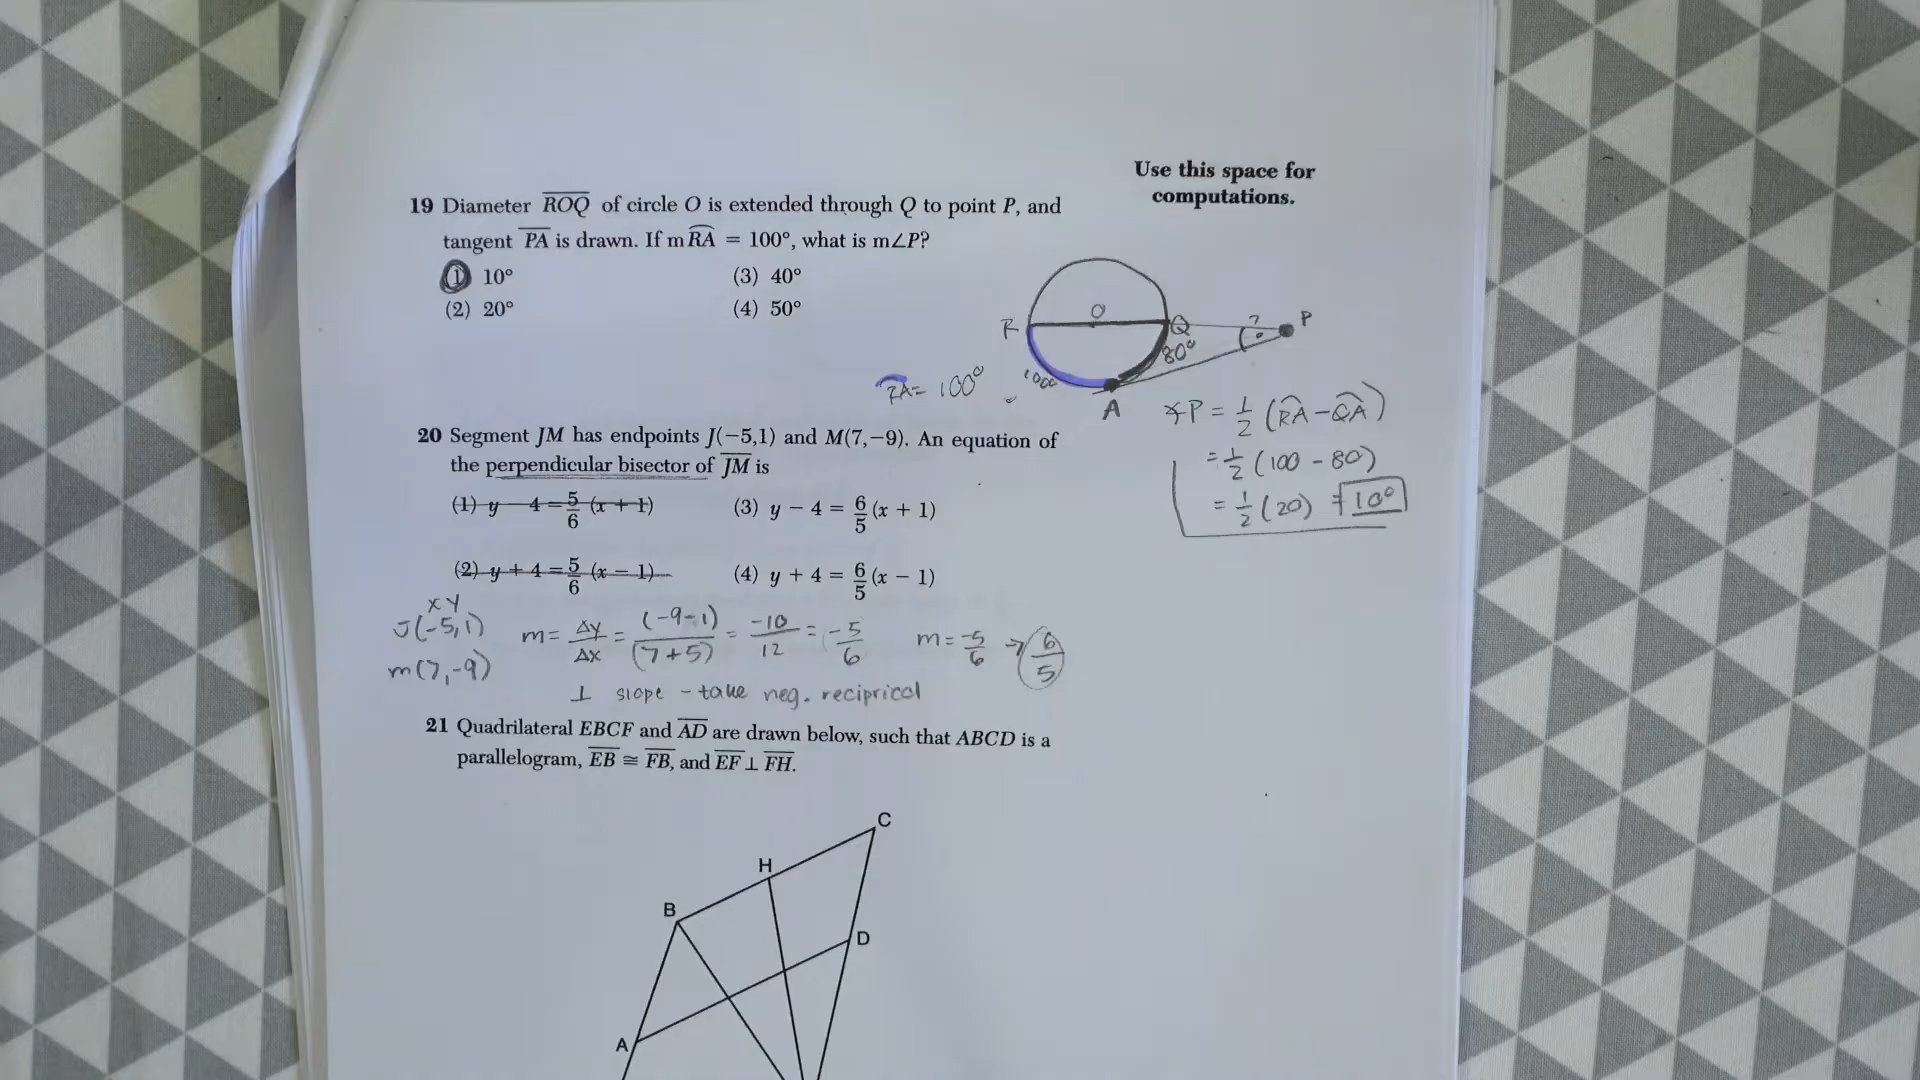 Use this space for
computations.
19 Diameter ROQ of circle O is extended through Q to point P, and
tangent PA is drawn. If mRA = 100°, what is m∠P?
(1) 10°
(3) 40°
(2) 20°
(4) 50°
O
R
Q
?
P
80°
100
A
RA = 100°
∢P = 1/2 (RA - QA)
= 1/2 (100 - 80)
= 1/2 (20) = 10°
20 Segment JM has endpoints J(−5,1) and M(7,−9). An equation of
the perpendicular bisector of JM is
(1) y − 4 = 5/6 (x + 1)
(3) y − 4 = 6/5 (x + 1)
(2) y + 4 = 5/6 (x − 1)
(4) y + 4 = 6/5 (x − 1)
x y
J(-5,1)
m(7,-9)
m = Δy/Δx = (-9-1)/(7+5) = -10/12 = -5/6
m = -5/6 → 6/5
⊥ slope - take neg. reciprical
21 Quadrilateral EBCF and AD are drawn below, such that ABCD is a
parallelogram, EB ≅ FB, and EF ⊥ FH.
C
H
B
D
A